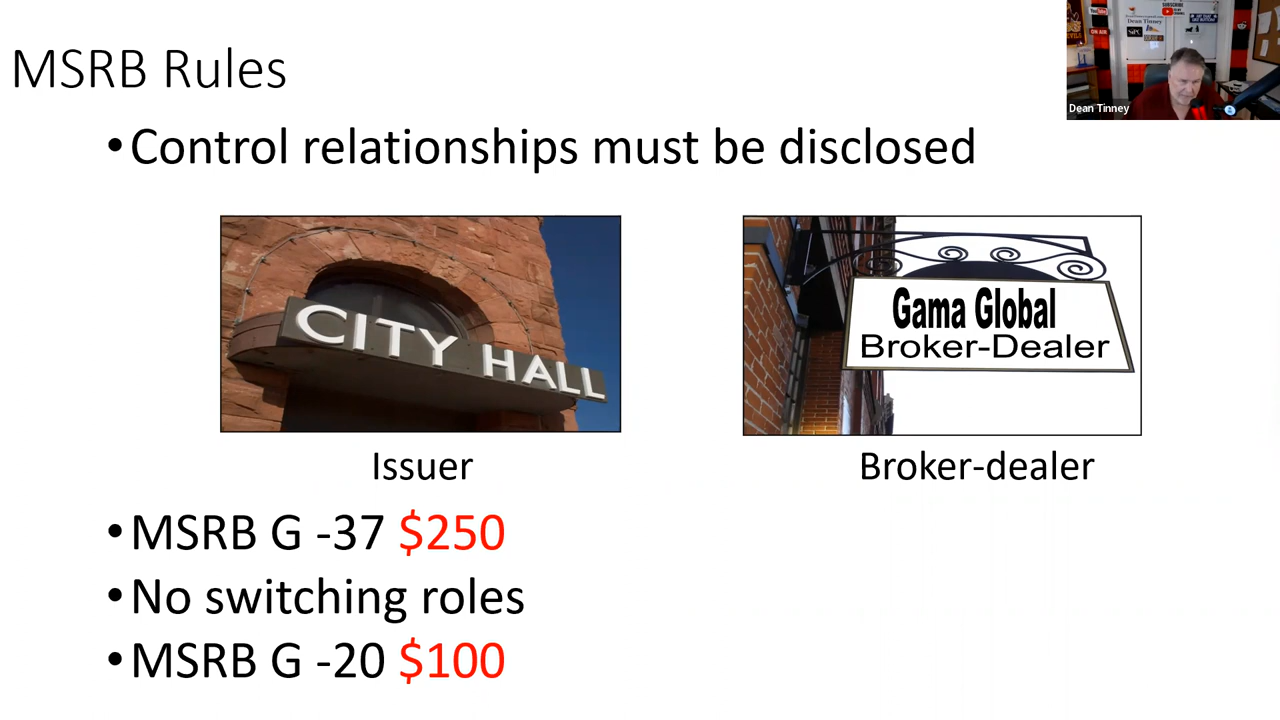 MSRB Rules
Dean Tinney
•Control relationships must be disclosed
CITY HALL
Gama Global
Broker-Dealer
Issuer
Broker-dealer
•MSRB G -37 $250
•No switching roles
•MSRB G -20 $100